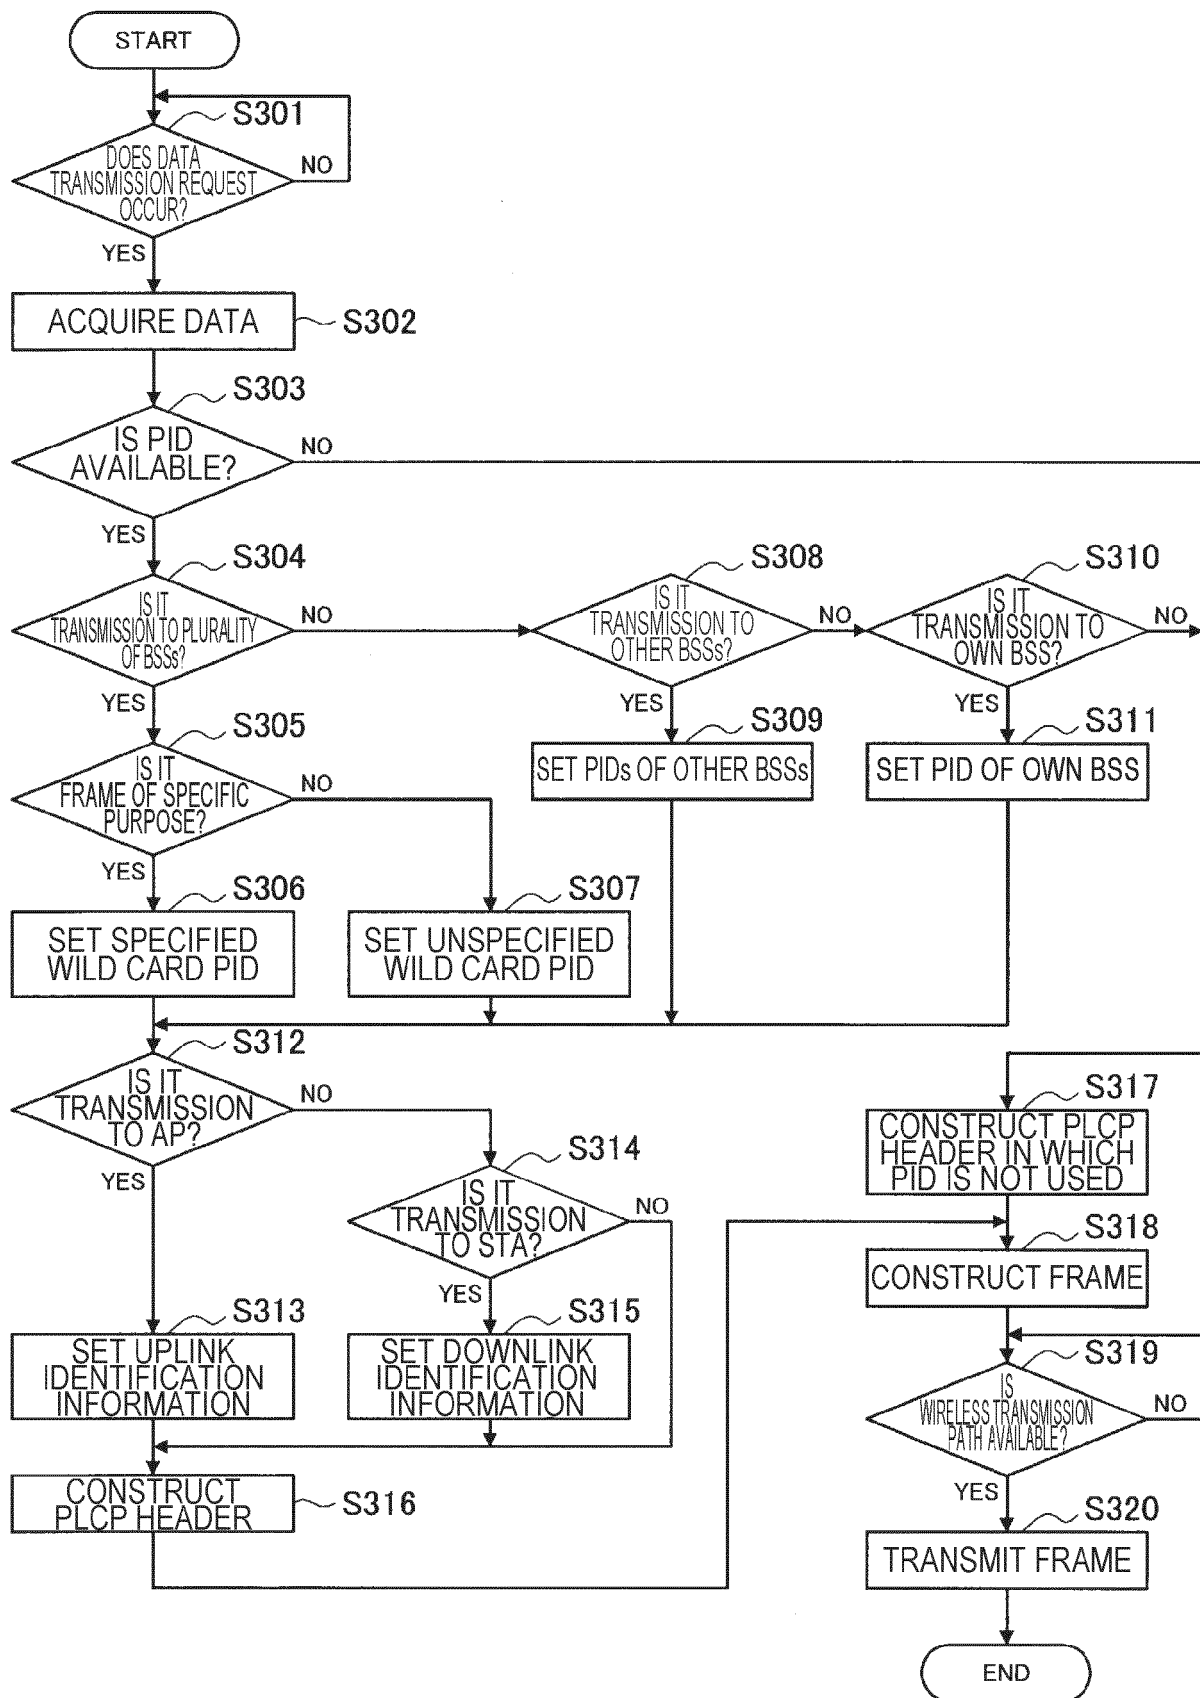 START
S301
DOES DATA
TRANSMISSION REQUEST
OCCUR?
NO
YES
ACQUIRE DATA
S302
S303
IS PID
AVAILABLE?
NO
YES
S304
IS IT
TRANSMISSION TO PLURALITY
OF BSSs?
NO
YES
S308
IS IT
TRANSMISSION TO
OTHER BSSs?
NO
YES
S310
IS IT
TRANSMISSION TO
OWN BSS?
NO
YES
S305
IS IT
FRAME OF SPECIFIC
PURPOSE?
NO
YES
S309
SET PIDs OF OTHER BSSs
S311
SET PID OF OWN BSS
S306
SET SPECIFIED
WILD CARD PID
S307
SET UNSPECIFIED
WILD CARD PID
S312
IS IT
TRANSMISSION
TO AP?
NO
YES
S314
IS IT
TRANSMISSION
TO STA?
NO
YES
S313
SET UPLINK
IDENTIFICATION
INFORMATION
S315
SET DOWNLINK
IDENTIFICATION
INFORMATION
CONSTRUCT
PLCP HEADER
S316
S317
CONSTRUCT PLCP
HEADER IN WHICH
PID IS NOT USED
S318
CONSTRUCT FRAME
S319
IS
WIRELESS TRANSMISSION
PATH AVAILABLE?
NO
YES
S320
TRANSMIT FRAME
END